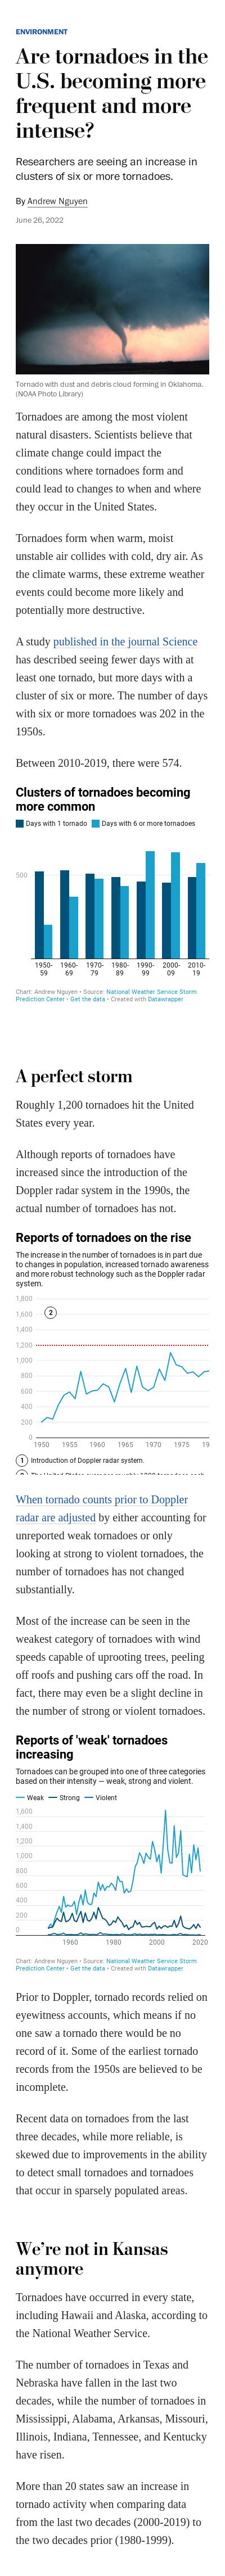 ENVIRONMENT
Are tornadoes in the
U.S. becoming more
frequent and more
intense?
Researchers are seeing an increase in
clusters of six or more tornadoes.
By Andrew Nguyen
June 26, 2022
Tornado with dust and debris cloud forming in Oklahoma.
(NOAA Photo Library)
Tornadoes are among the most violent
natural disasters. Scientists believe that
climate change could impact the
conditions where tornadoes form and
could lead to changes to when and where
they occur in the United States.
Tornadoes form when warm, moist
unstable air collides with cold, dry air. As
the climate warms, these extreme weather
events could become more likely and
potentially more destructive.
A study published in the journal Science
has described seeing fewer days with at
least one tornado, but more days with a
cluster of six or more. The number of days
with six or more tornadoes was 202 in the
1950s.
Between 2010-2019, there were 574.
Clusters of tornadoes becoming
more common
Days with 1 tornado Days with 6 or more tornadoes
500
1950-59 1960-69 1970-79 1980-89 1990-99 2000-09 2010-19
Chart: Andrew Nguyen • Source: National Weather Service Storm
Prediction Center • Get the data • Created with Datawrapper
A perfect storm
Roughly 1,200 tornadoes hit the United
States every year.
Although reports of tornadoes have
increased since the introduction of the
Doppler radar system in the 1990s, the
actual number of tornadoes has not.
Reports of tornadoes on the rise
The increase in the number of tornadoes is in part due
to changes in population, increased tornado awareness
and more robust technology such as the Doppler radar
system.
1,800
1,600
2
1,400
1,200
1,000
800
600
400
200
0
1950 1955 1960 1965 1970 1975 19
1 Introduction of Doppler radar system.
When tornado counts prior to Doppler
radar are adjusted by either accounting for
unreported weak tornadoes or only
looking at strong to violent tornadoes, the
number of tornadoes has not changed
substantially.
Most of the increase can be seen in the
weakest category of tornadoes with wind
speeds capable of uprooting trees, peeling
off roofs and pushing cars off the road. In
fact, there may even be a slight decline in
the number of strong or violent tornadoes.
Reports of 'weak' tornadoes
increasing
Tornadoes can be grouped into one of three categories
based on their intensity — weak, strong and violent.
Weak Strong Violent
1,600
1,400
1,200
1,000
800
600
400
200
0
1960 1980 2000 2020
Chart: Andrew Nguyen • Source: National Weather Service Storm
Prediction Center • Get the data • Created with Datawrapper
Prior to Doppler, tornado records relied on
eyewitness accounts, which means if no
one saw a tornado there would be no
record of it. Some of the earliest tornado
records from the 1950s are believed to be
incomplete.
Recent data on tornadoes from the last
three decades, while more reliable, is
skewed due to improvements in the ability
to detect small tornadoes and tornadoes
that occur in sparsely populated areas.
We're not in Kansas
anymore
Tornadoes have occurred in every state,
including Hawaii and Alaska, according to
the National Weather Service.
The number of tornadoes in Texas and
Nebraska have fallen in the last two
decades, while the number of tornadoes in
Mississippi, Alabama, Arkansas, Missouri,
Illinois, Indiana, Tennessee, and Kentucky
have risen.
More than 20 states saw an increase in
tornado activity when comparing data
from the last two decades (2000-2019) to
the two decades prior (1980-1999).